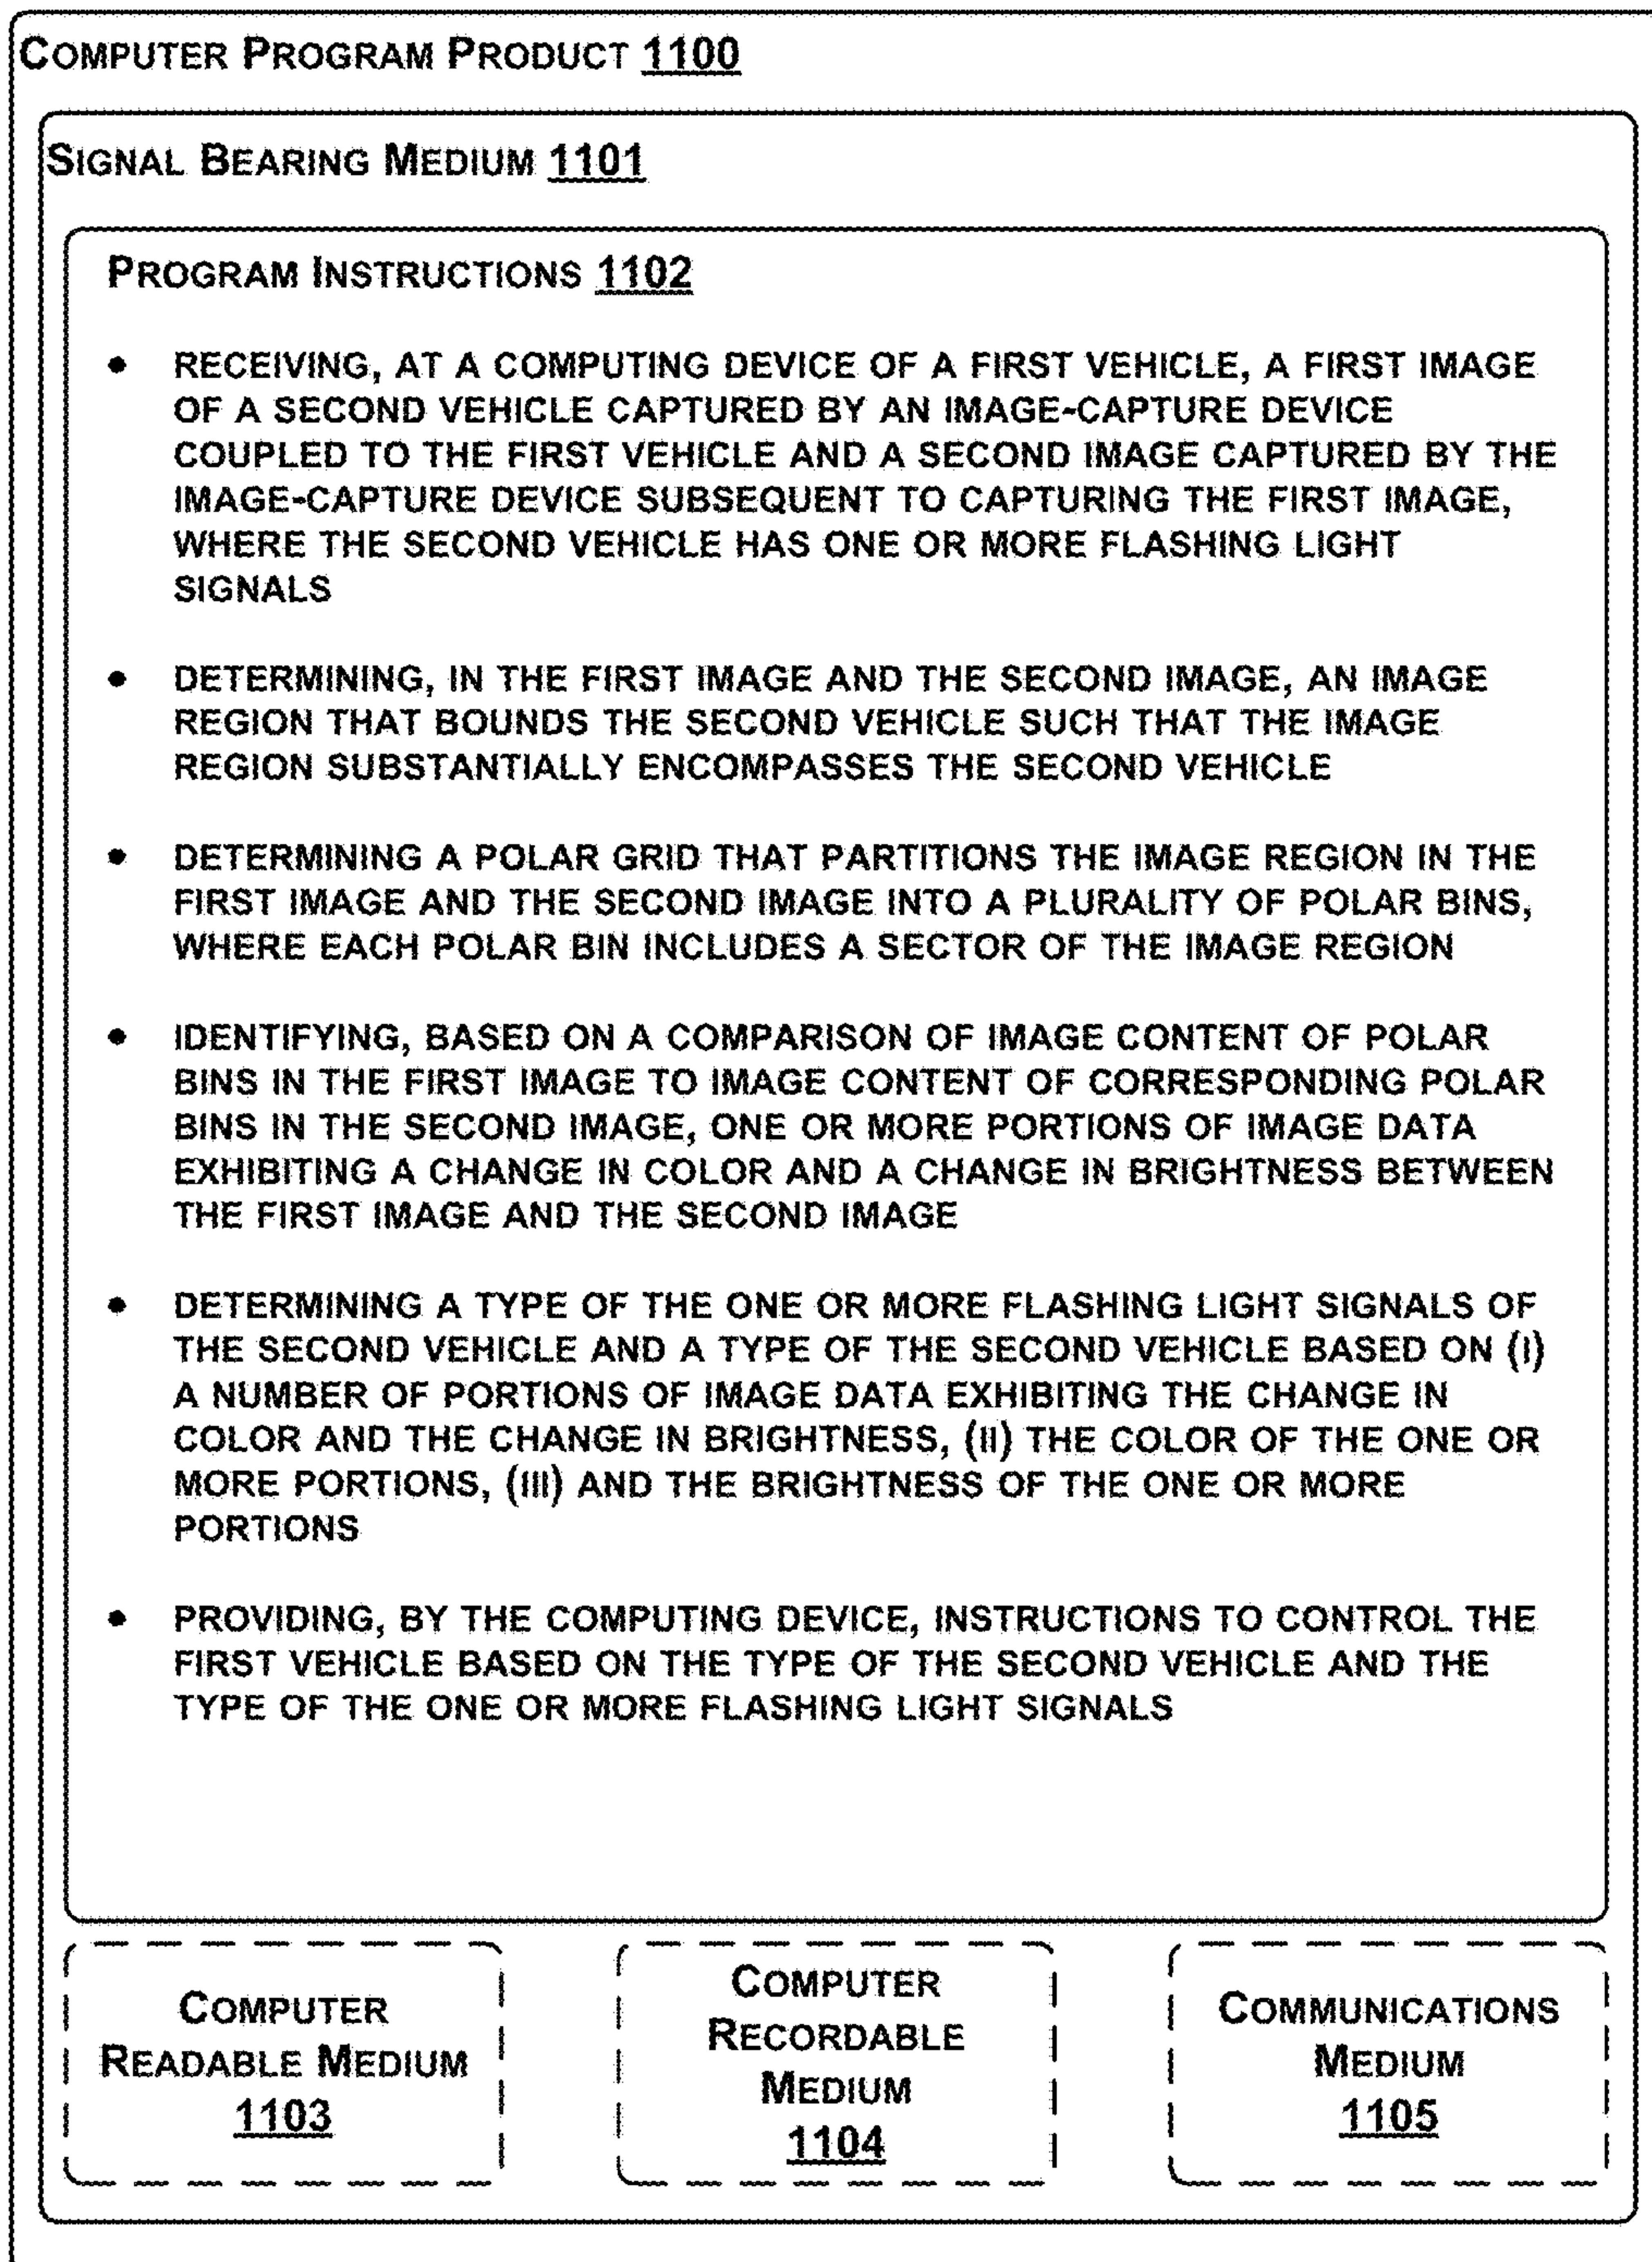 COMPUTER PROGRAM PRODUCT 1100
SIGNAL BEARING MEDIUM 1101
PROGRAM INSTRUCTIONS 1102
• RECEIVING, AT A COMPUTING DEVICE OF A FIRST VEHICLE, A FIRST IMAGE
OF A SECOND VEHICLE CAPTURED BY AN IMAGE-CAPTURE DEVICE
COUPLED TO THE FIRST VEHICLE AND A SECOND IMAGE CAPTURED BY THE
IMAGE-CAPTURE DEVICE SUBSEQUENT TO CAPTURING THE FIRST IMAGE,
WHERE THE SECOND VEHICLE HAS ONE OR MORE FLASHING LIGHT
SIGNALS
• DETERMINING, IN THE FIRST IMAGE AND THE SECOND IMAGE, AN IMAGE
REGION THAT BOUNDS THE SECOND VEHICLE SUCH THAT THE IMAGE
REGION SUBSTANTIALLY ENCOMPASSES THE SECOND VEHICLE
• DETERMINING A POLAR GRID THAT PARTITIONS THE IMAGE REGION IN THE
FIRST IMAGE AND THE SECOND IMAGE INTO A PLURALITY OF POLAR BINS,
WHERE EACH POLAR BIN INCLUDES A SECTOR OF THE IMAGE REGION
• IDENTIFYING, BASED ON A COMPARISON OF IMAGE CONTENT OF POLAR
BINS IN THE FIRST IMAGE TO IMAGE CONTENT OF CORRESPONDING POLAR
BINS IN THE SECOND IMAGE, ONE OR MORE PORTIONS OF IMAGE DATA
EXHIBITING A CHANGE IN COLOR AND A CHANGE IN BRIGHTNESS BETWEEN
THE FIRST IMAGE AND THE SECOND IMAGE
• DETERMINING A TYPE OF THE ONE OR MORE FLASHING LIGHT SIGNALS OF
THE SECOND VEHICLE AND A TYPE OF THE SECOND VEHICLE BASED ON (I)
A NUMBER OF PORTIONS OF IMAGE DATA EXHIBITING THE CHANGE IN
COLOR AND THE CHANGE IN BRIGHTNESS, (II) THE COLOR OF THE ONE OR
MORE PORTIONS, (III) AND THE BRIGHTNESS OF THE ONE OR MORE
PORTIONS
• PROVIDING, BY THE COMPUTING DEVICE, INSTRUCTIONS TO CONTROL THE
FIRST VEHICLE BASED ON THE TYPE OF THE SECOND VEHICLE AND THE
TYPE OF THE ONE OR MORE FLASHING LIGHT SIGNALS
COMPUTER
READABLE MEDIUM
1103
COMPUTER
RECORDABLE
MEDIUM
1104
COMMUNICATIONS
MEDIUM
1105